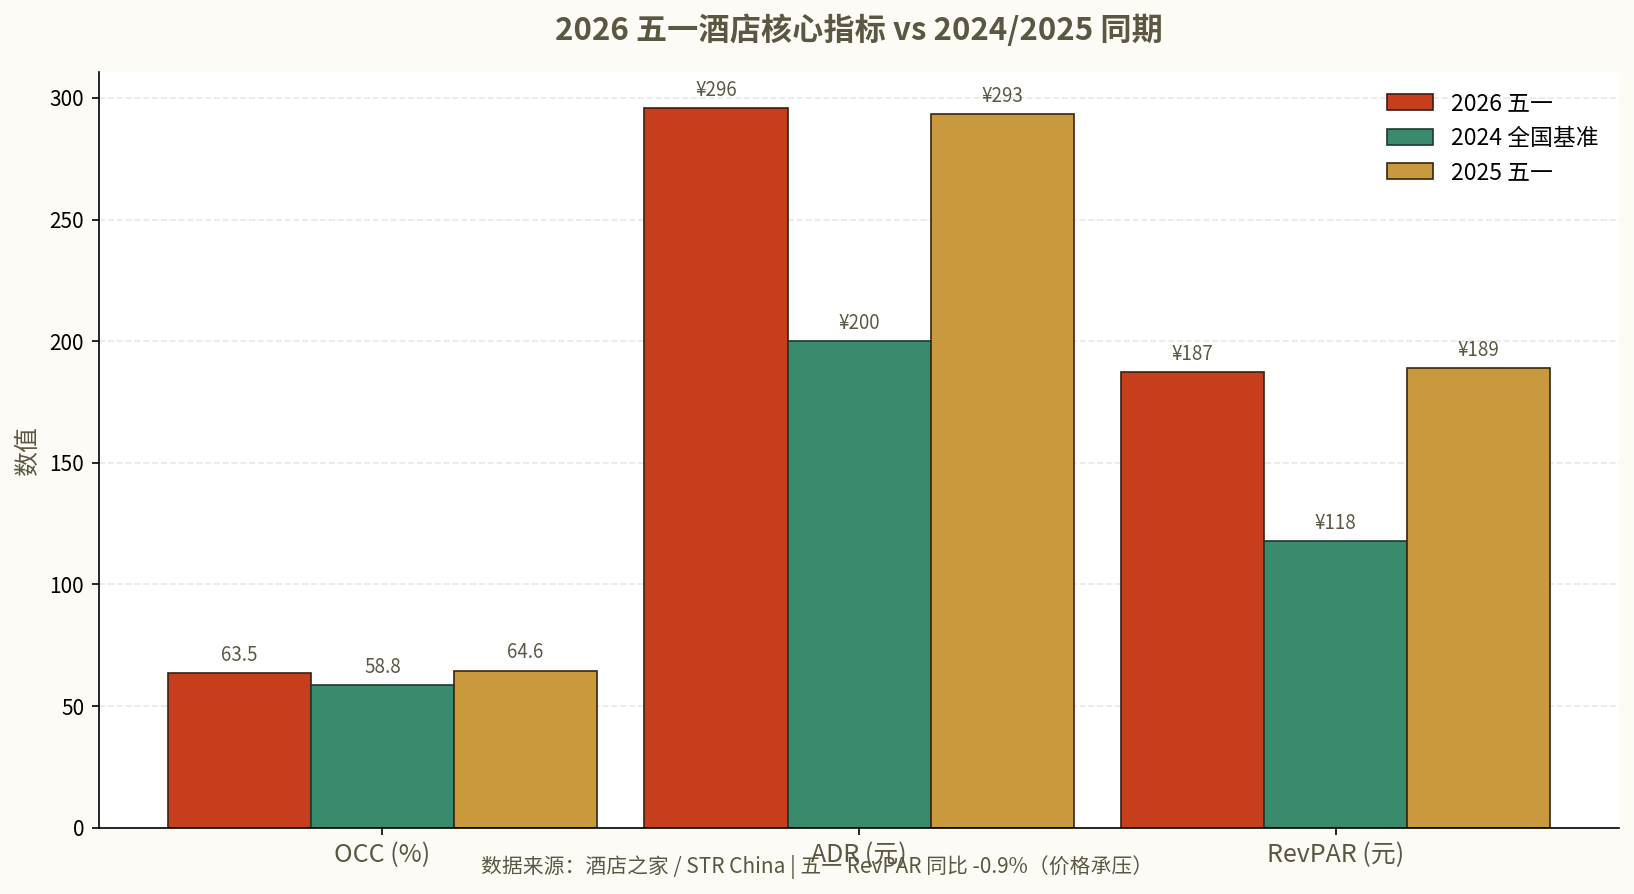 2026 五一酒店核心指标 vs 2024/2025 同期
2026 五一
2024 全国基准
2025 五一
数值
300
250
200
150
100
50
0
63.5
58.8
64.6
¥296
¥200
¥293
¥187
¥118
¥189
OCC (%)
ADR (元)
RevPAR (元)
数据来源：酒店之家 / STR China | 五一 RevPAR 同比 -0.9%（价格承压）